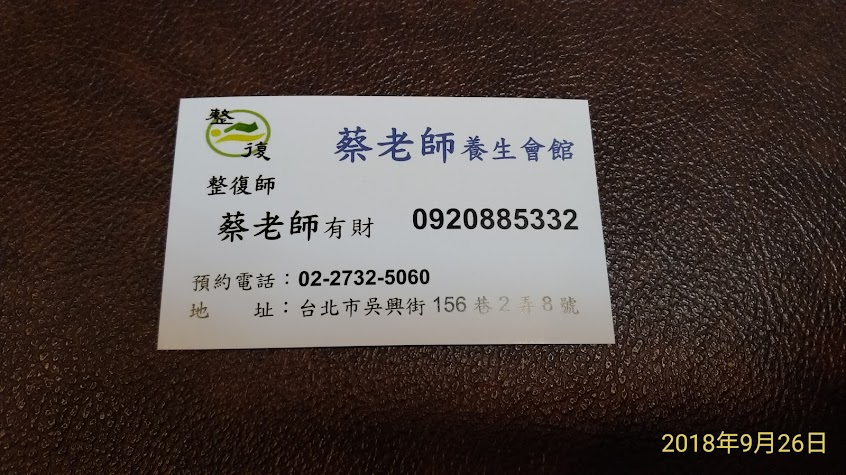 整
復
蔡老師養生會館
整復師
蔡老師有財 0920885332
預約電話：02-2732-5060
地 址：台北市吳興街156巷2弄8號
2018年9月26日